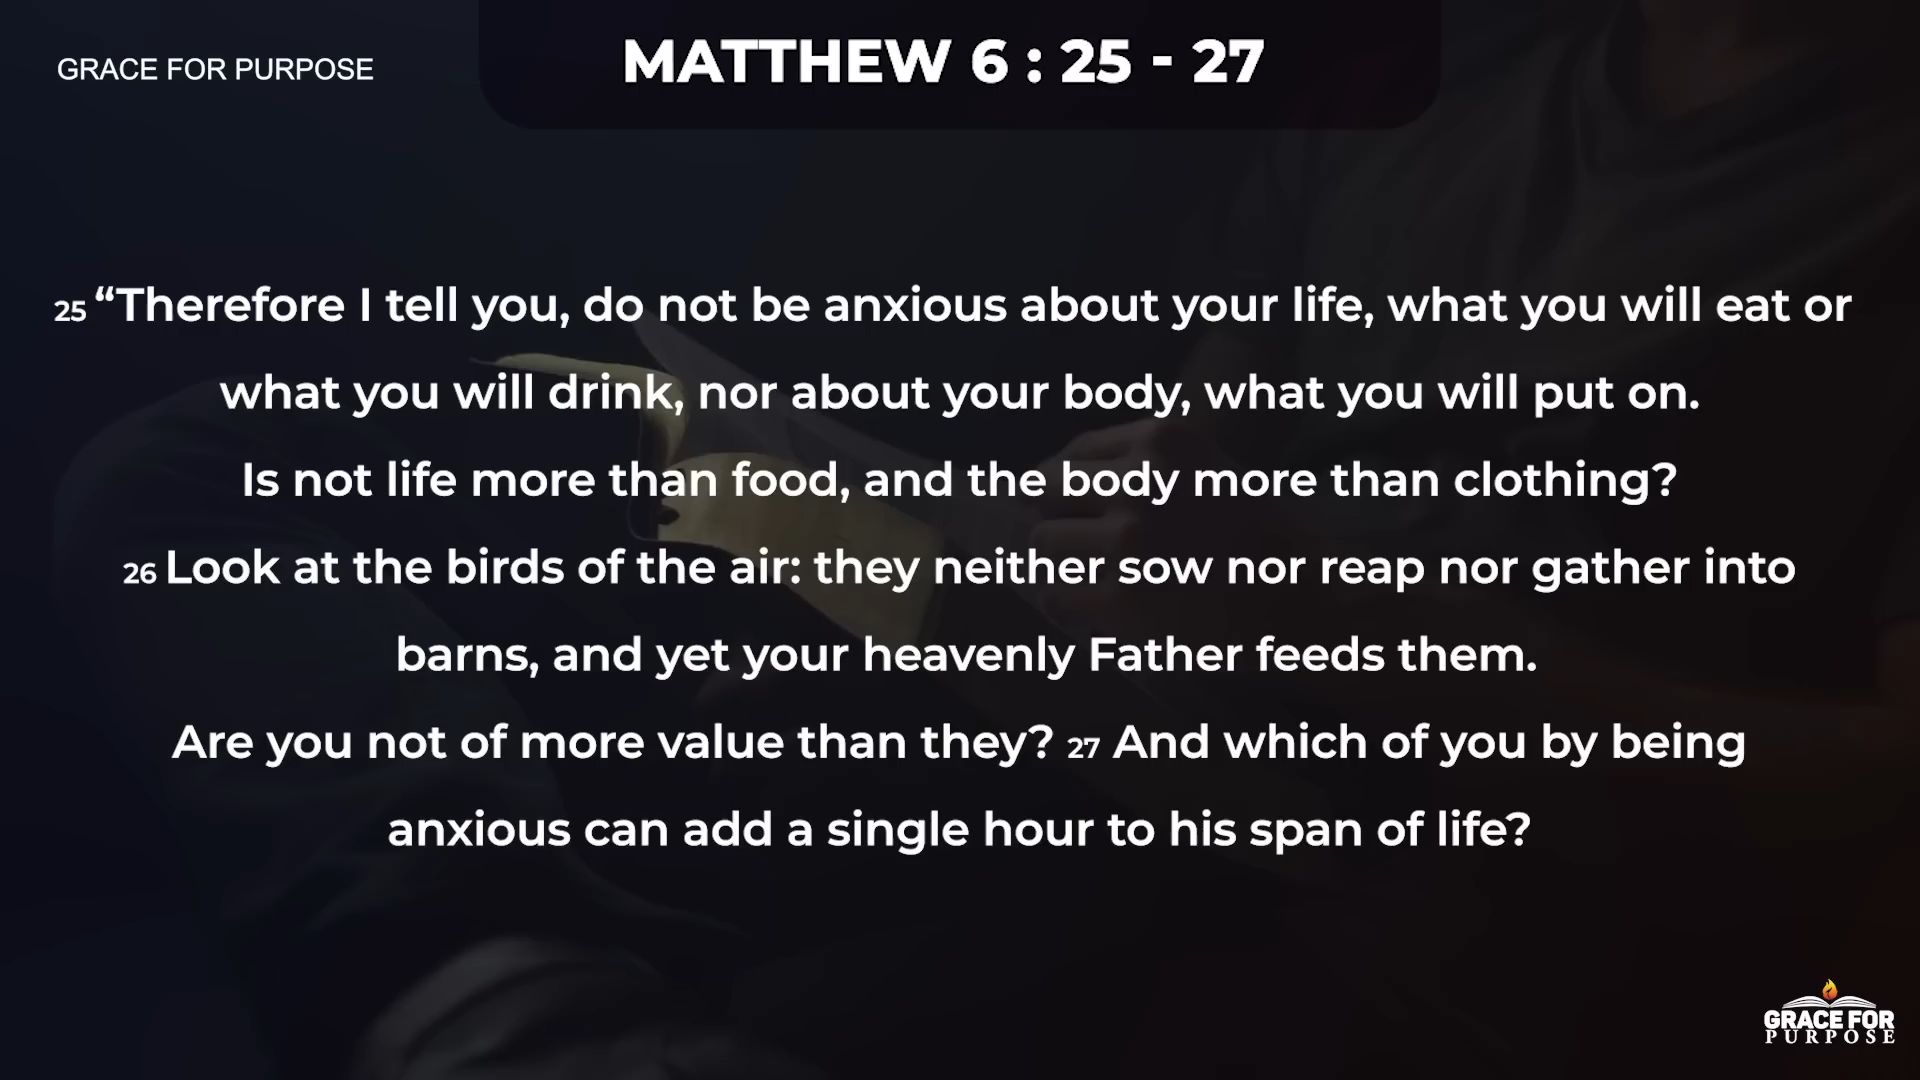 GRACE FOR PURPOSE
MATTHEW 6 : 25 - 27
25 “Therefore I tell you, do not be anxious about your life, what you will eat or
what you will drink, nor about your body, what you will put on.
Is not life more than food, and the body more than clothing?
26 Look at the birds of the air: they neither sow nor reap nor gather into
barns, and yet your heavenly Father feeds them.
Are you not of more value than they? 27 And which of you by being
anxious can add a single hour to his span of life?
GRACE FOR
PURPOSE